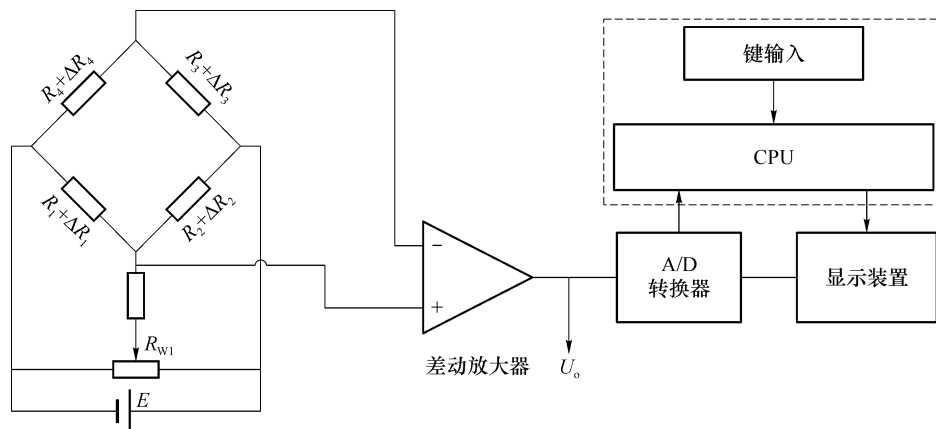 R₄+ΔR₄
R₃+ΔR₃
R₁+ΔR₁
R₂+ΔR₂
R_W1
E
−
+
差动放大器
Uₒ
键输入
CPU
A/D
转换器
显示装置